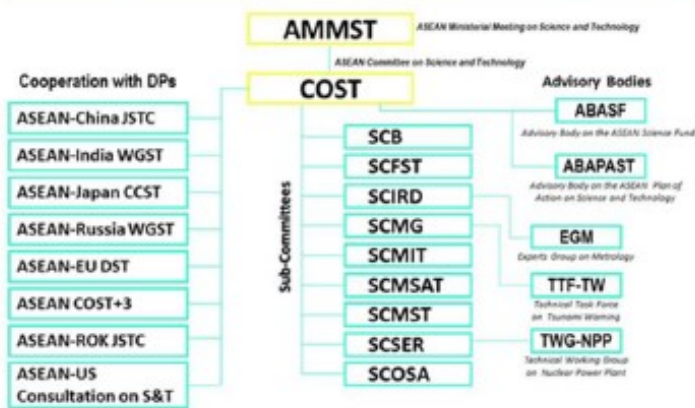 AMMST
ASEAN Ministerial Meeting on Science and Technology
ASEAN Committee on Science and Technology
COST
Cooperation with DPs
ASEAN-China JSTC
ASEAN-India WGST
ASEAN-Japan CCST
ASEAN-Russia WGST
ASEAN-EU DST
ASEAN COST+3
ASEAN-ROK JSTC
ASEAN-US
Consultation on S&T
Sub-Committees
SCB
SCFST
SCIRD
SCMG
SCMIT
SCMSAT
SCMST
SCSER
SCOSA
Advisory Bodies
ABASF
Advisory Body on the ASEAN Science Fund
ABAPAST
Advisory Body on the ASEAN Plan of
Action on Science and Technology
EGM
Experts Group on Metrology
TTF-TW
Technical Task Force
on Tsunami Warning
TWG-NPP
Technical Working Group
on Nuclear Power Plant